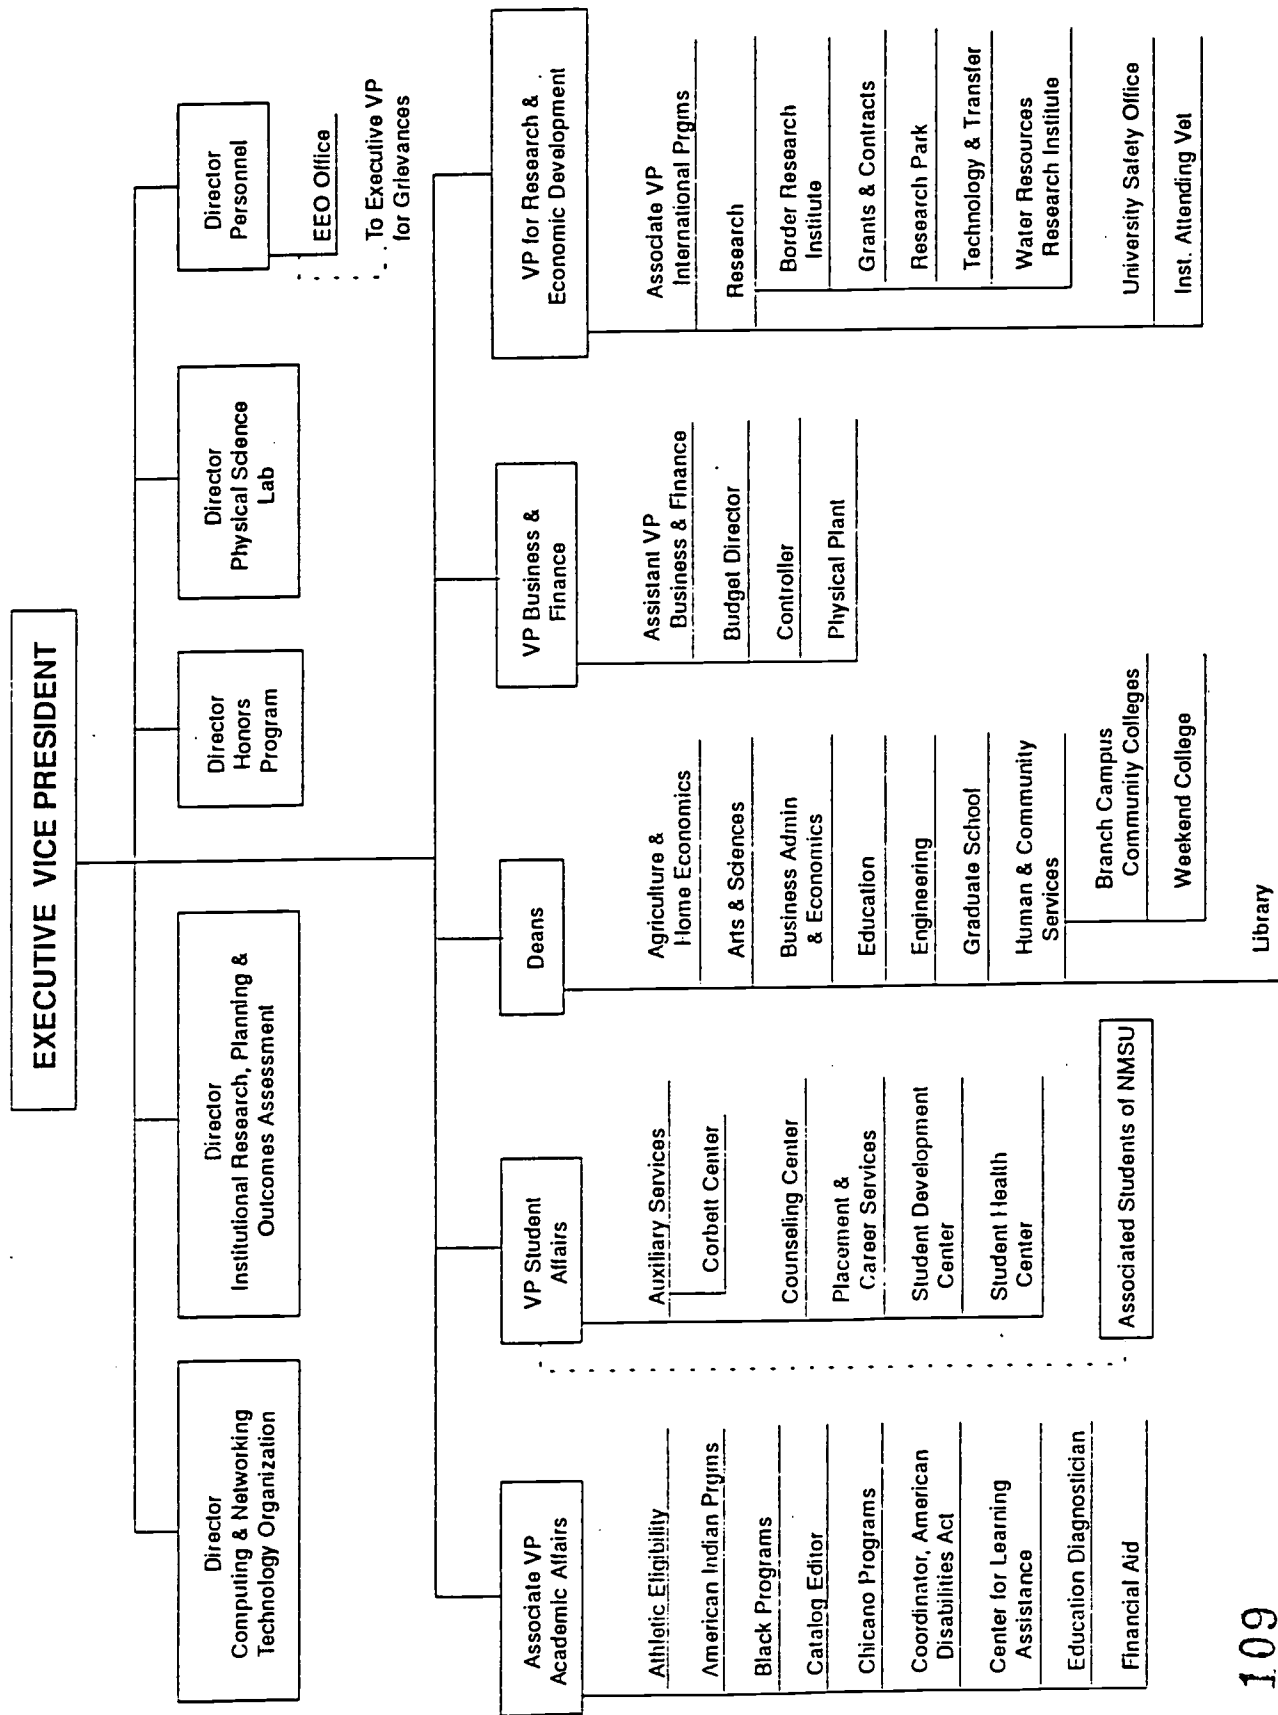 EXECUTIVE VICE PRESIDENT
Director
Computing & Networking
Technology Organization
Director
Institutional Research, Planning &
Outcomes Assessment
Director
Honors
Program
Director
Physical Science
Lab
Director
Personnel
EEO Office
To Executive VP
for Grievances
Associate VP
Academic Affairs
Athletic Eligibility
American Indian Prgms
Black Programs
Catalog Editor
Chicano Programs
Coordinator, American
Disabilities Act
Center for Learning
Assistance
Education Diagnostician
Financial Aid
VP Student
Affairs
Auxiliary Services
Corbett Center
Counseling Center
Placement &
Career Services
Student Development
Center
Student Health
Center
Associated Students of NMSU
Deans
Agriculture &
Home Economics
Arts & Sciences
Business Admin
& Economics
Education
Engineering
Graduate School
Human & Community
Services
Branch Campus
Community Colleges
Weekend College
Library
VP Business &
Finance
Assistant VP
Business & Finance
Budget Director
Controller
Physical Plant
VP for Research &
Economic Development
Associate VP
International Prgms
Research
Border Research
Institute
Grants & Contracts
Research Park
Technology & Transfer
Water Resources
Research Institute
University Safety Office
Inst. Attending Vet
109